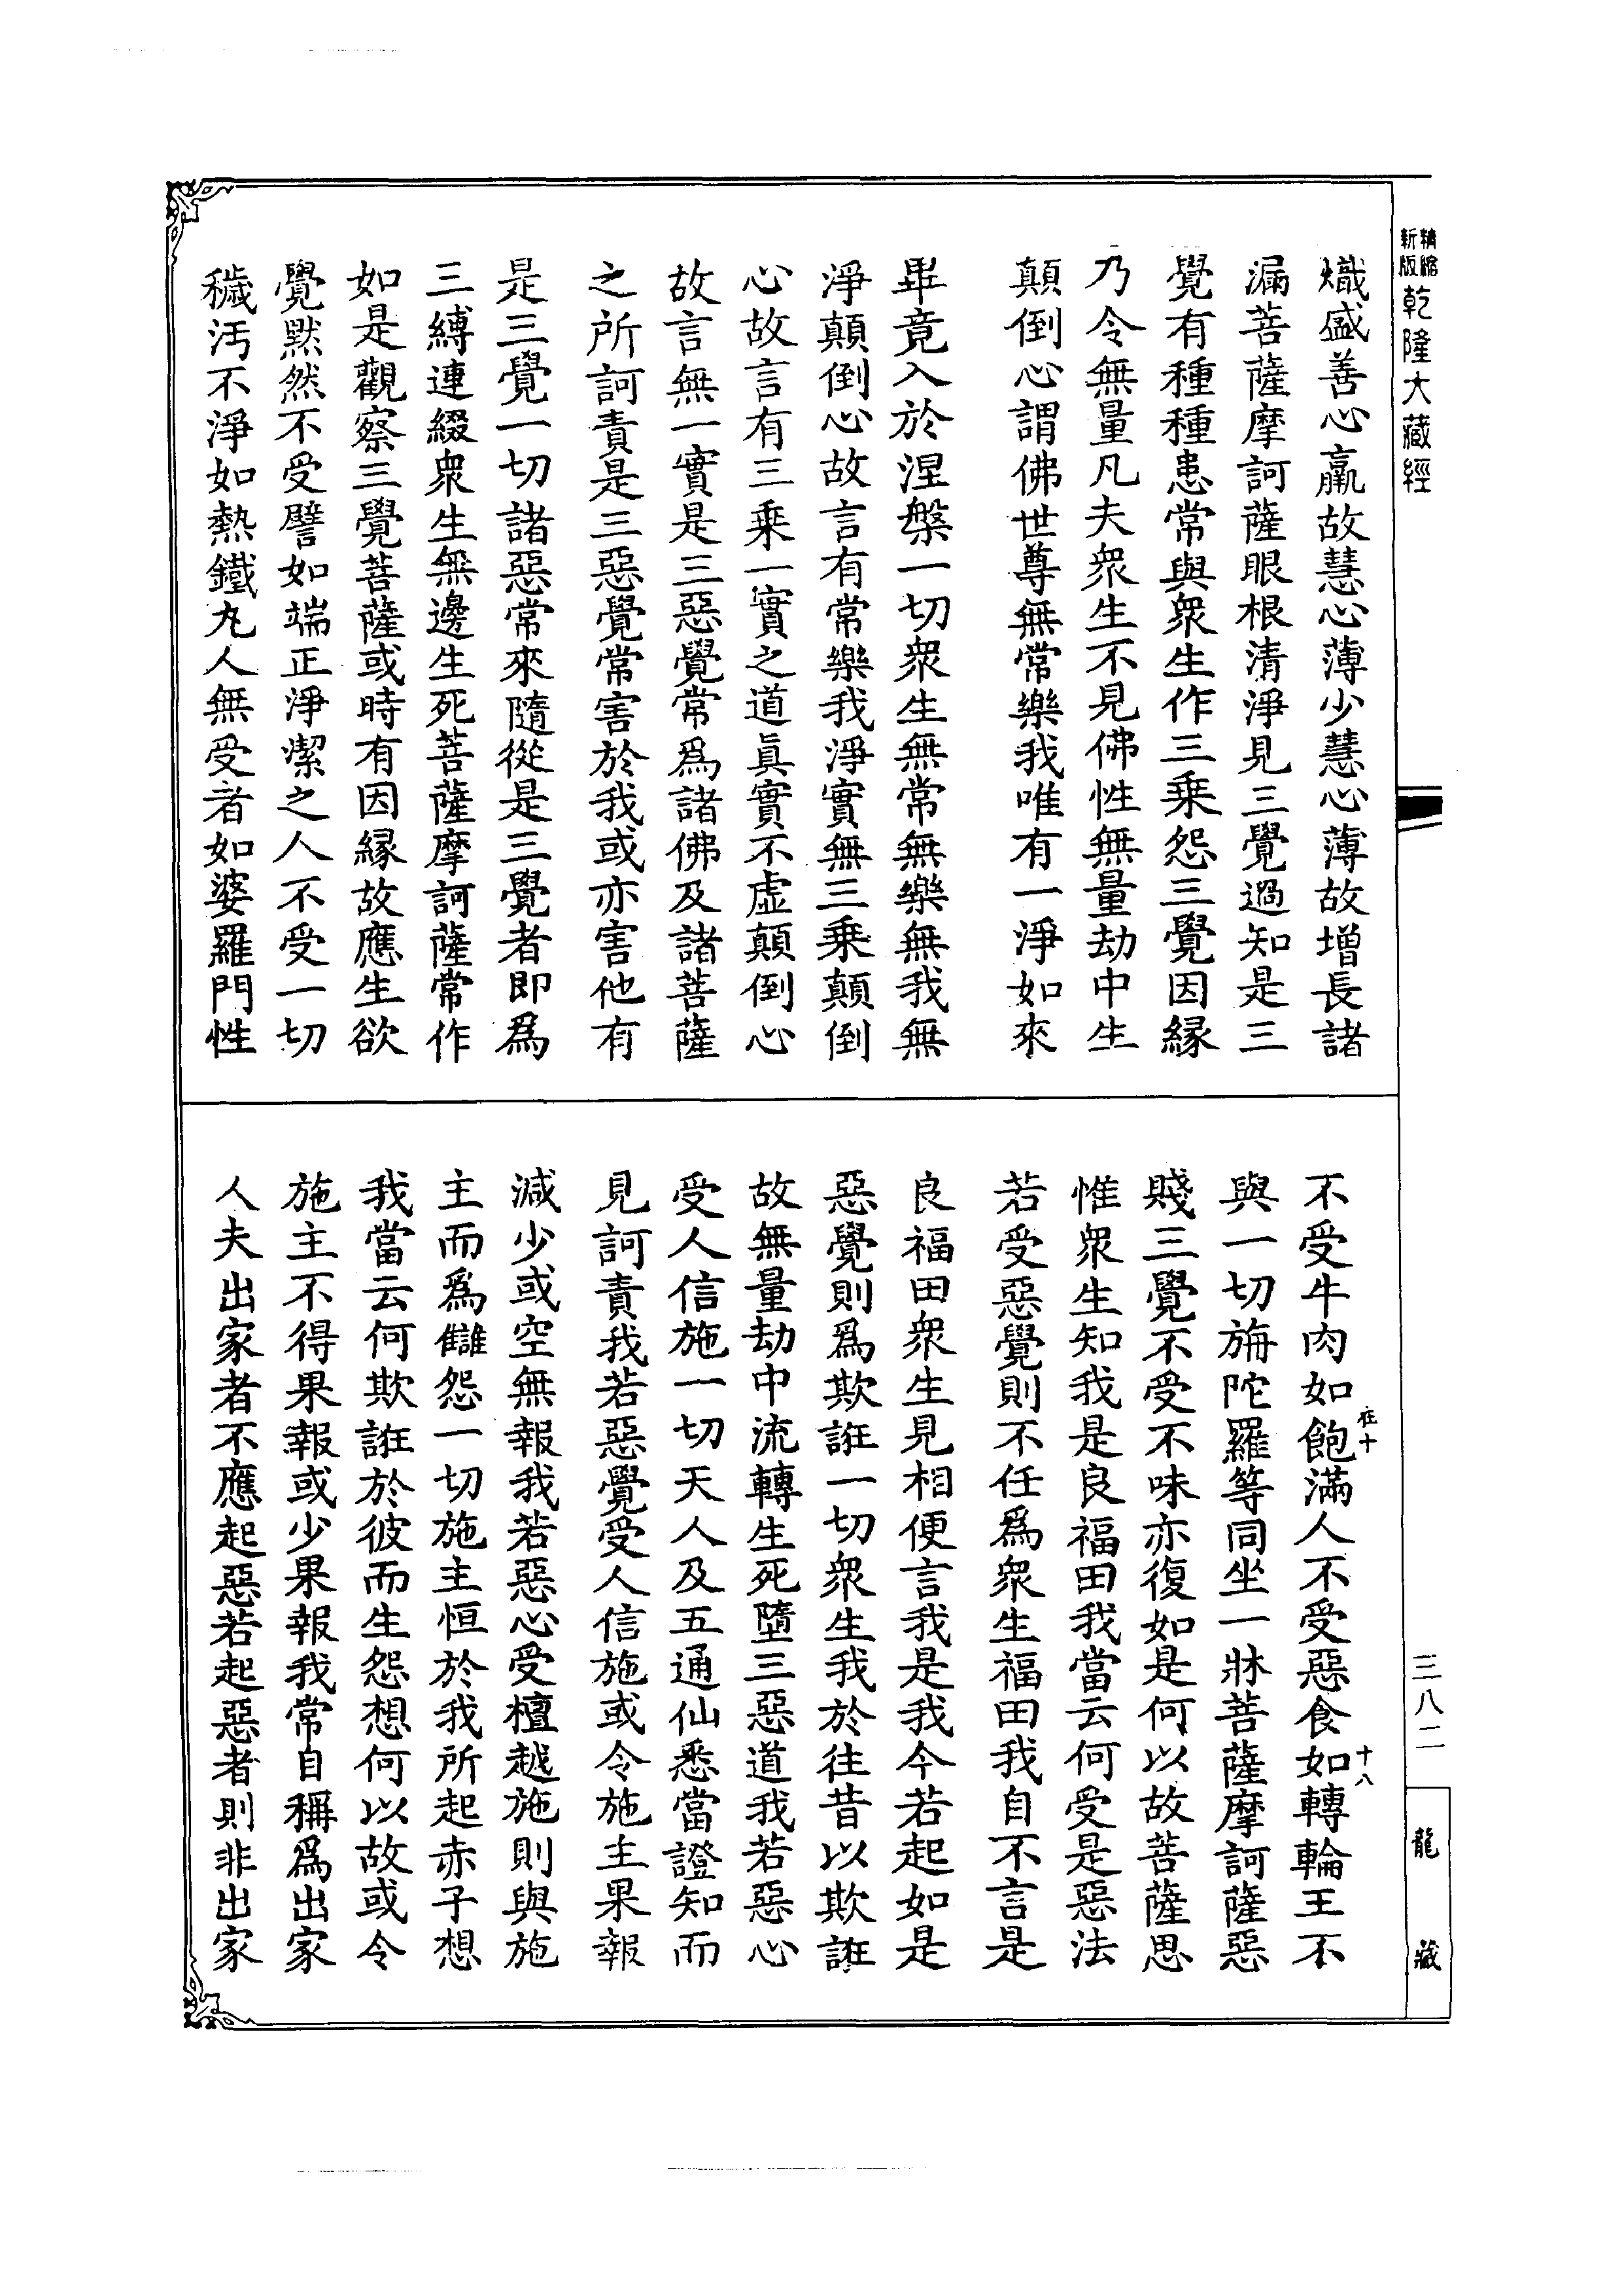 精縮
新版
乾隆大藏經
熾盛善心羸故慧心薄少慧心薄故增長諸
漏菩薩摩訶薩眼根清淨見三覺過知是三
覺有種種患常與衆生作三乘怨三覺因緣
乃令無量凡夫衆生不見佛性無量劫中生
顛倒心謂佛世尊無常樂我唯有一淨如來
畢竟入於涅槃一切衆生無常無樂無我無
淨顛倒心故言有常樂我淨實無三乘顛倒
心故言有三乘一實之道眞實不虛顛倒心
故言無一實是三惡覺常爲諸佛及諸菩薩
之所訶責是三惡覺常害於我或亦害他有
是三覺一切諸惡常來隨從是三覺者即爲
三縛連綴衆生無邊生死菩薩摩訶薩常作
如是觀察三覺菩薩或時有因緣故應生欲
覺默然不受譬如端正淨潔之人不受一切
穢汚不淨如熱鐵丸人無受者如婆羅門性
不受牛肉如飽滿人不受惡食如轉輪王不
與一切旃陀羅等同坐一牀菩薩摩訶薩惡
賤三覺不受不味亦復如是何以故菩薩思
惟衆生知我是良福田我當云何受是惡法
若受惡覺則不任爲衆生福田我自不言是
良福田衆生見相便言我是我今若起如是
惡覺則爲欺誑一切衆生我於往昔以欺誑
故無量劫中流轉生死墮三惡道我若惡心
受人信施一切天人及五通仙悉當證知而
見訶責我若惡覺受人信施或令施主果報
減少或空無報我若惡心受檀越施則與施
主而爲讎怨一切施主恒於我所起赤子想
我當云何欺誑於彼而生怨想何以故或令
施主不得果報或少果報我常自稱爲出家
人夫出家者不應起惡若起惡者則非出家
在十
十八
三八二
龍藏